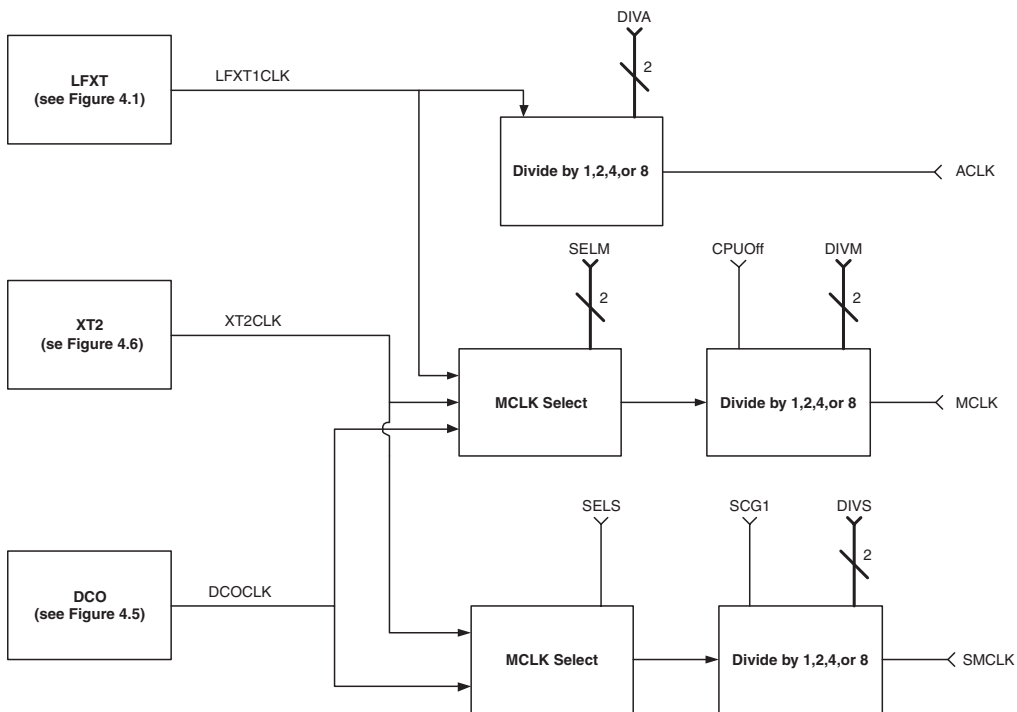 DIVA
LFXT
(see Figure 4.1)
LFXT1CLK
2
Divide by 1,2,4,or 8
ACLK
SELM
CPUOff
DIVM
XT2
(se Figure 4.6)
XT2CLK
2
2
MCLK Select
Divide by 1,2,4,or 8
MCLK
SELS
SCG1
DIVS
DCO
(see Figure 4.5)
DCOCLK
2
MCLK Select
Divide by 1,2,4,or 8
SMCLK